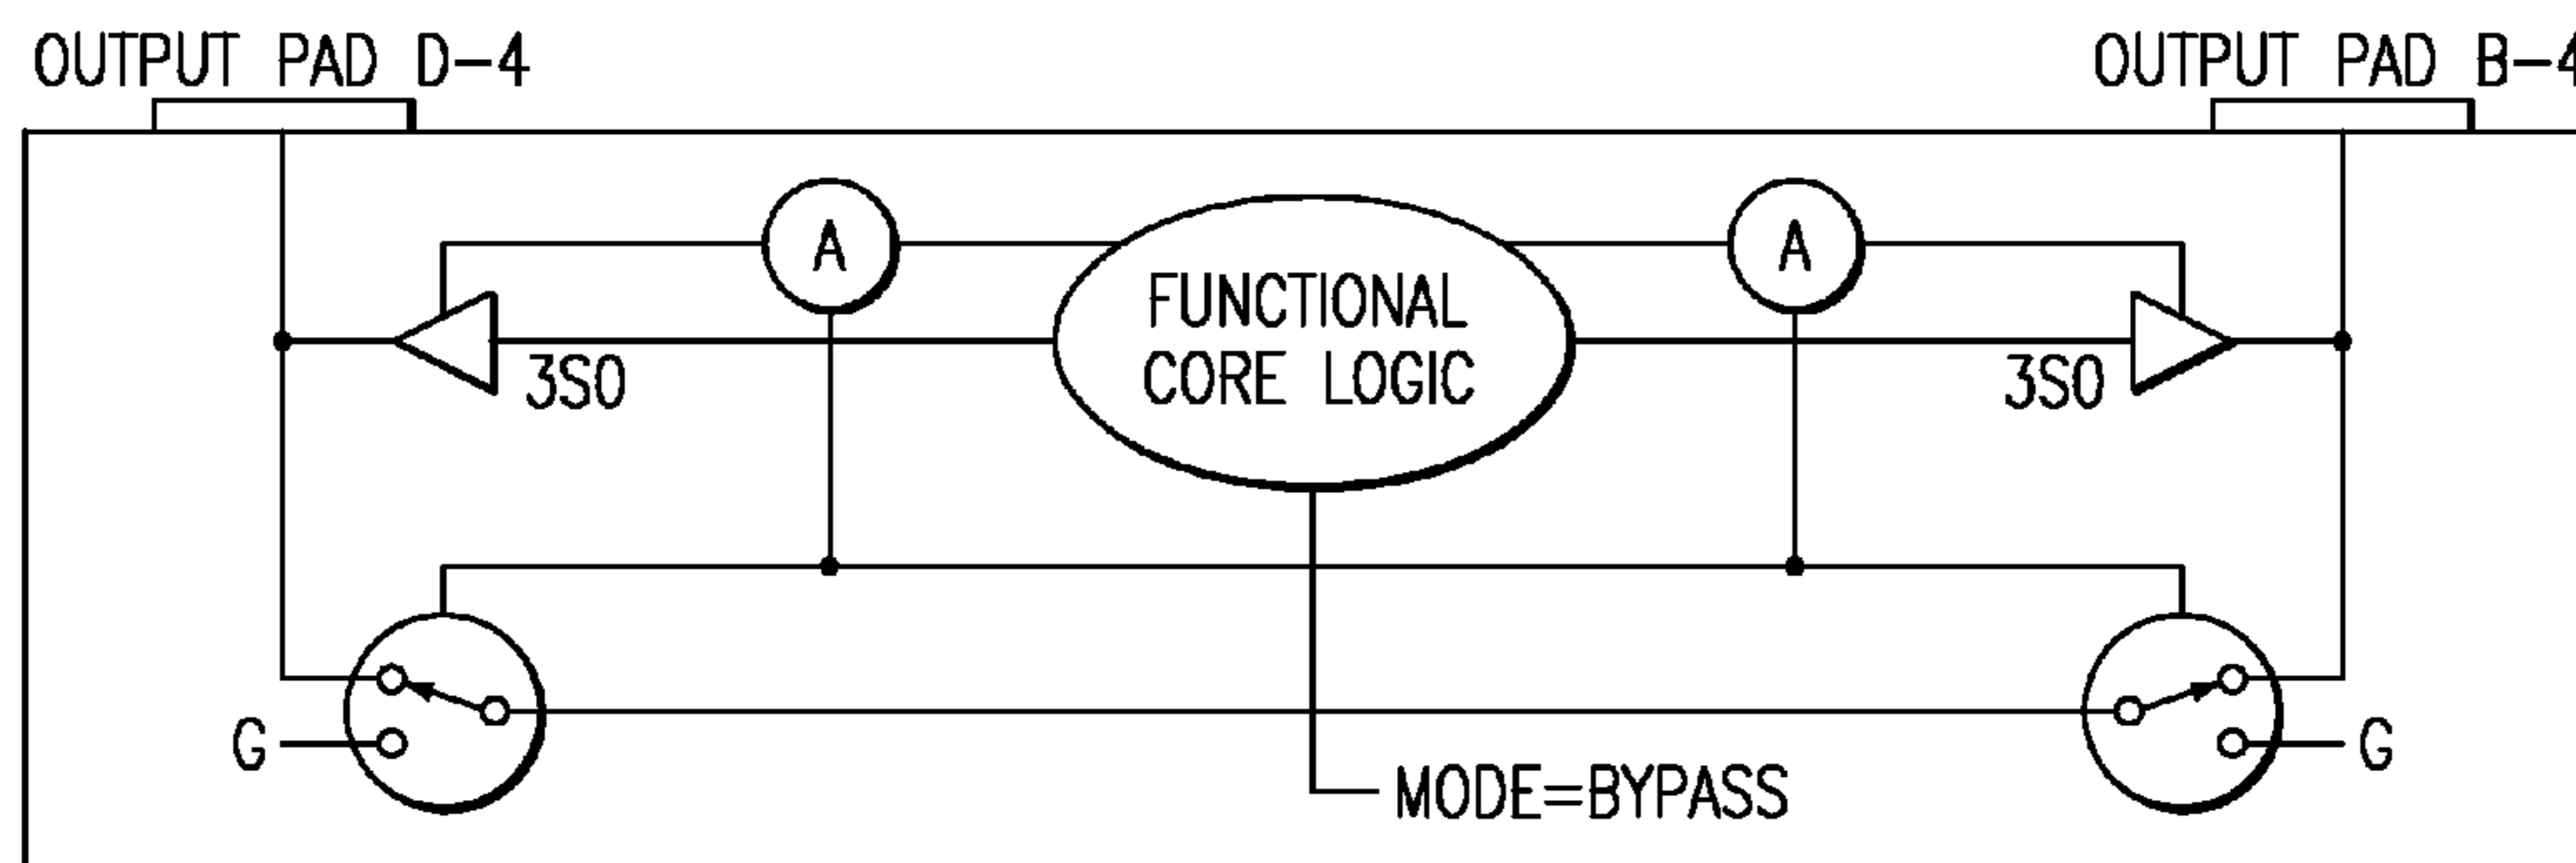 OUTPUT PAD D-4
OUTPUT PAD B-4
A
A
FUNCTIONAL
CORE LOGIC
3SO
3SO
G
G
MODE=BYPASS